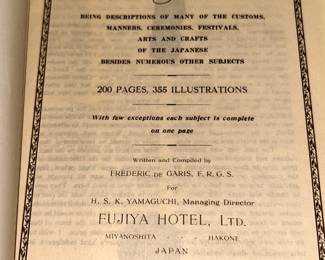 BEING DESCRIPTIONS OF MANY OF THE CUSTOMS,
MANNERS, CEREMONIES, FESTIVALS,
ARTS AND CRAFTS
OF THE JAPANESE
BESIDES NUMEROUS OTHER SUBJECTS
200 PAGES, 355 ILLUSTRATIONS
With few exceptions each subject is complete
on one page
Written and Compiled by
FREDERIC DE GARIS, F. R. G. S.
For
H. S. K. YAMAGUCHI, Managing Director
FUJIYA HOTEL, LTD.
MIYANOSHITA - - - HAKONE
JAPAN